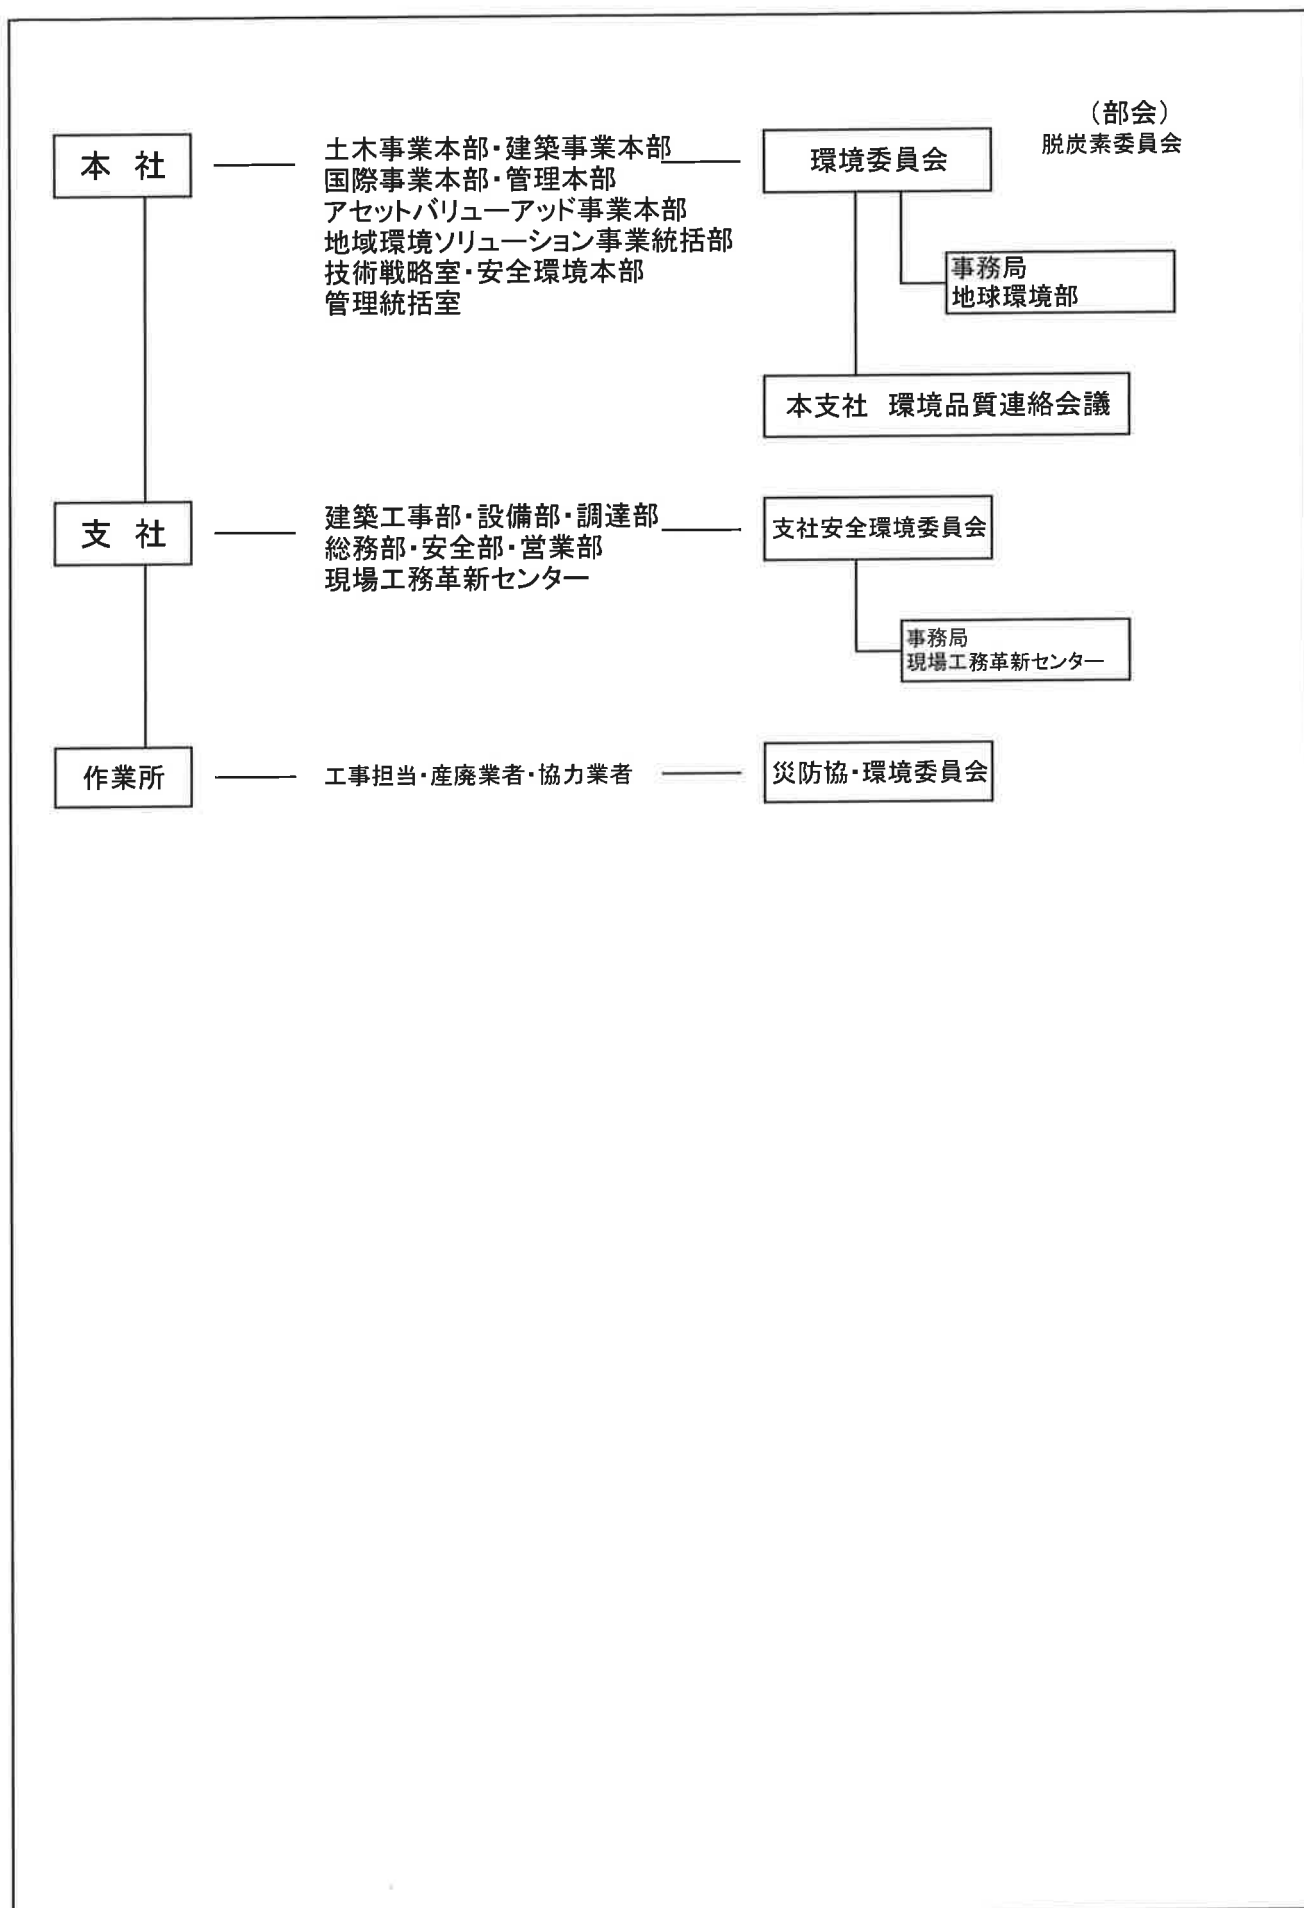 (部会)
脱炭素委員会
本 社
土木事業本部・建築事業本部
国際事業本部・管理本部
アセットバリューアッド事業本部
地域環境ソリューション事業統括部
技術戦略室・安全環境本部
管理統括室
環境委員会
事務局
地球環境部
本支社 環境品質連絡会議
支 社
建築工事部・設備部・調達部
総務部・安全部・営業部
現場工務革新センター
支社安全環境委員会
事務局
現場工務革新センター
作業所
工事担当・産廃業者・協力業者
災防協・環境委員会